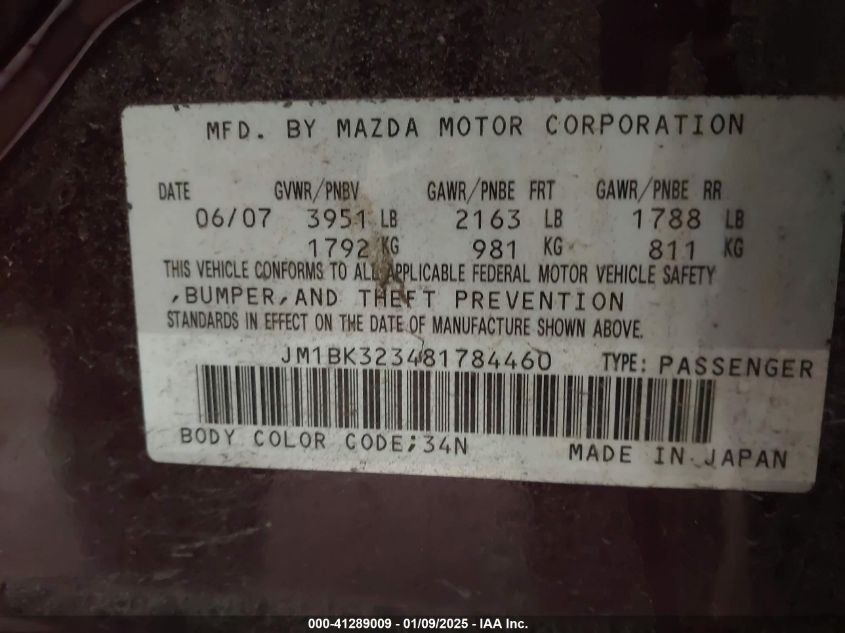 MFD. BY MAZDA MOTOR CORPORATION
DATE GVWR/PNBV GAWR/PNBE FRT GAWR/PNBE RR
06/07 3951 LB 2163 LB 1788 LB
1792 KG 981 KG 811 KG
THIS VEHICLE CONFORMS TO ALL APPLICABLE FEDERAL MOTOR VEHICLE SAFETY
,BUMPER,AND THEFT PREVENTION
STANDARDS IN EFFECT ON THE DATE OF MANUFACTURE SHOWN ABOVE.
JM1BK323481784460 TYPE: PASSENGER
BODY COLOR CODE;34N MADE IN JAPAN
000-41289009 - 01/09/2025 - IAA Inc.